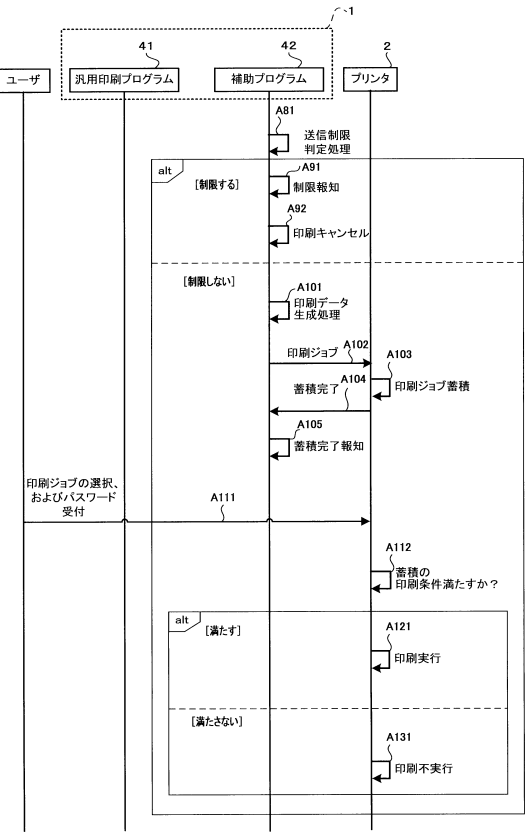 1
41
42
2
ユーザ
汎用印刷プログラム
補助プログラム
プリンタ
A81
送信制限
判定処理
alt
[制限する]
A91
制限報知
A92
印刷キャンセル
[制限しない]
A101
印刷データ
生成処理
印刷ジョブ
A102
A103
印刷ジョブ蓄積
蓄積完了
A104
A105
蓄積完了報知
印刷ジョブの選択、
およびパスワード
受付
A111
A112
蓄積の
印刷条件満たすか?
alt
[満たす]
A121
印刷実行
[満たさない]
A131
印刷不実行